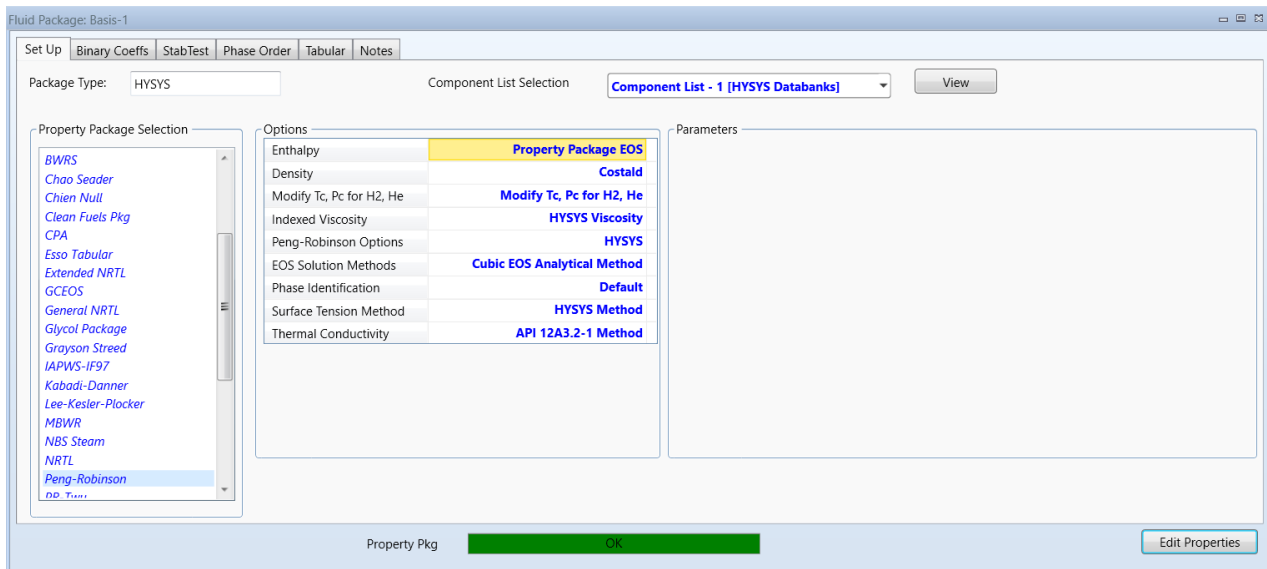 Fluid Package: Basis-1
Set Up Binary Coeffs StabTest Phase Order Tabular Notes
Package Type: HYSYS Component List Selection Component List - 1 [HYSYS Databanks] View
Property Package Selection
BWRS
Chao Seader
Chien Null
Clean Fuels Pkg
CPA
Esso Tabular
Extended NRTL
GCEOS
General NRTL
Glycol Package
Grayson Streed
IAPWS-IF97
Kabadi-Danner
Lee-Kesler-Plocker
MBWR
NBS Steam
NRTL
Peng-Robinson
PR-Twu
Options
Enthalpy Property Package EOS
Density Costald
Modify Tc, Pc for H2, He Modify Tc, Pc for H2, He
Indexed Viscosity HYSYS Viscosity
Peng-Robinson Options HYSYS
EOS Solution Methods Cubic EOS Analytical Method
Phase Identification Default
Surface Tension Method HYSYS Method
Thermal Conductivity API 12A3.2-1 Method
Parameters
Property Pkg OK Edit Properties